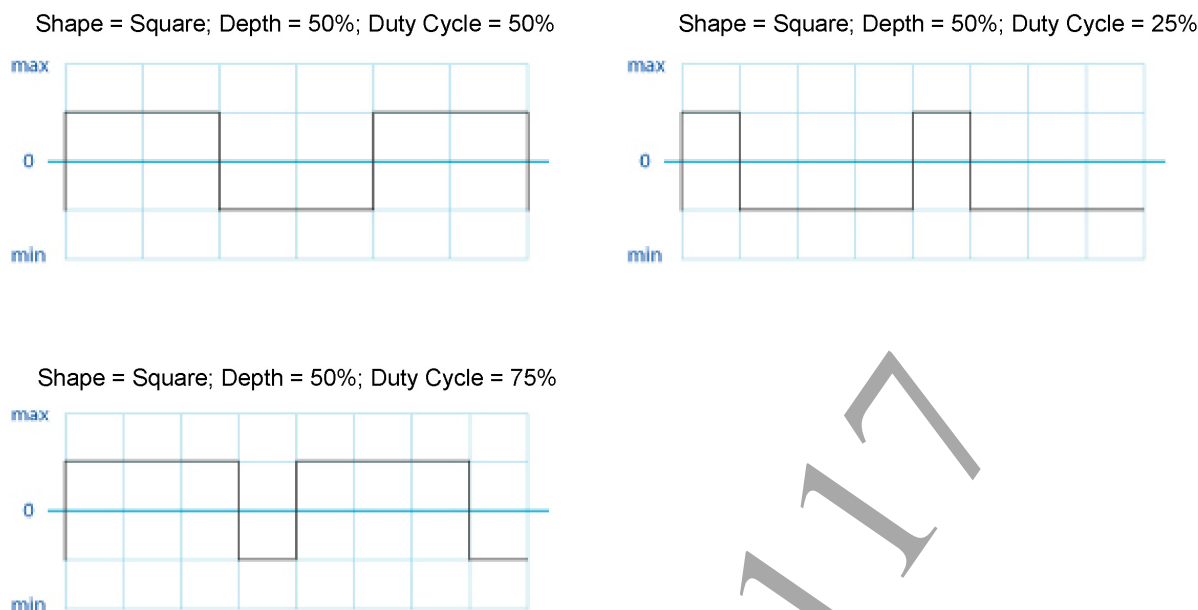 Shape = Square; Depth = 50%; Duty Cycle = 50%
max
0
min
Shape = Square; Depth = 50%; Duty Cycle = 25%
max
0
min
Shape = Square; Depth = 50%; Duty Cycle = 75%
max
0
min
117